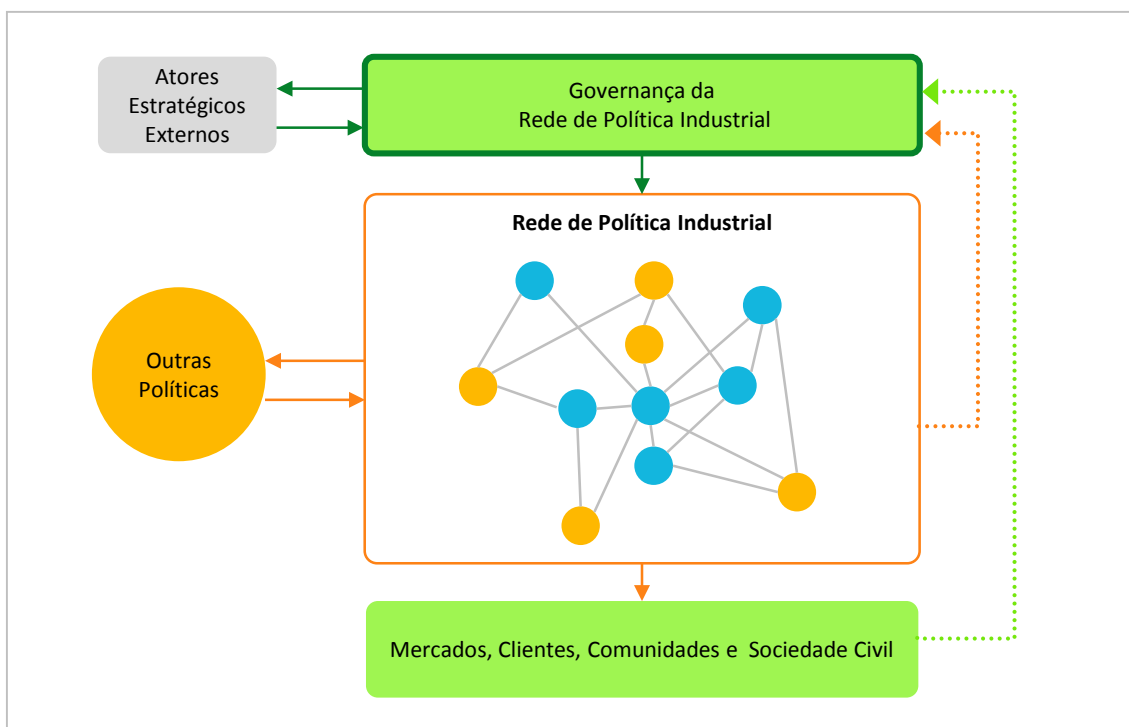 Atores
Estratégicos
Externos
Governança da
Rede de Política Industrial
Rede de Política Industrial
Outras
Políticas
Mercados, Clientes, Comunidades e Sociedade Civil